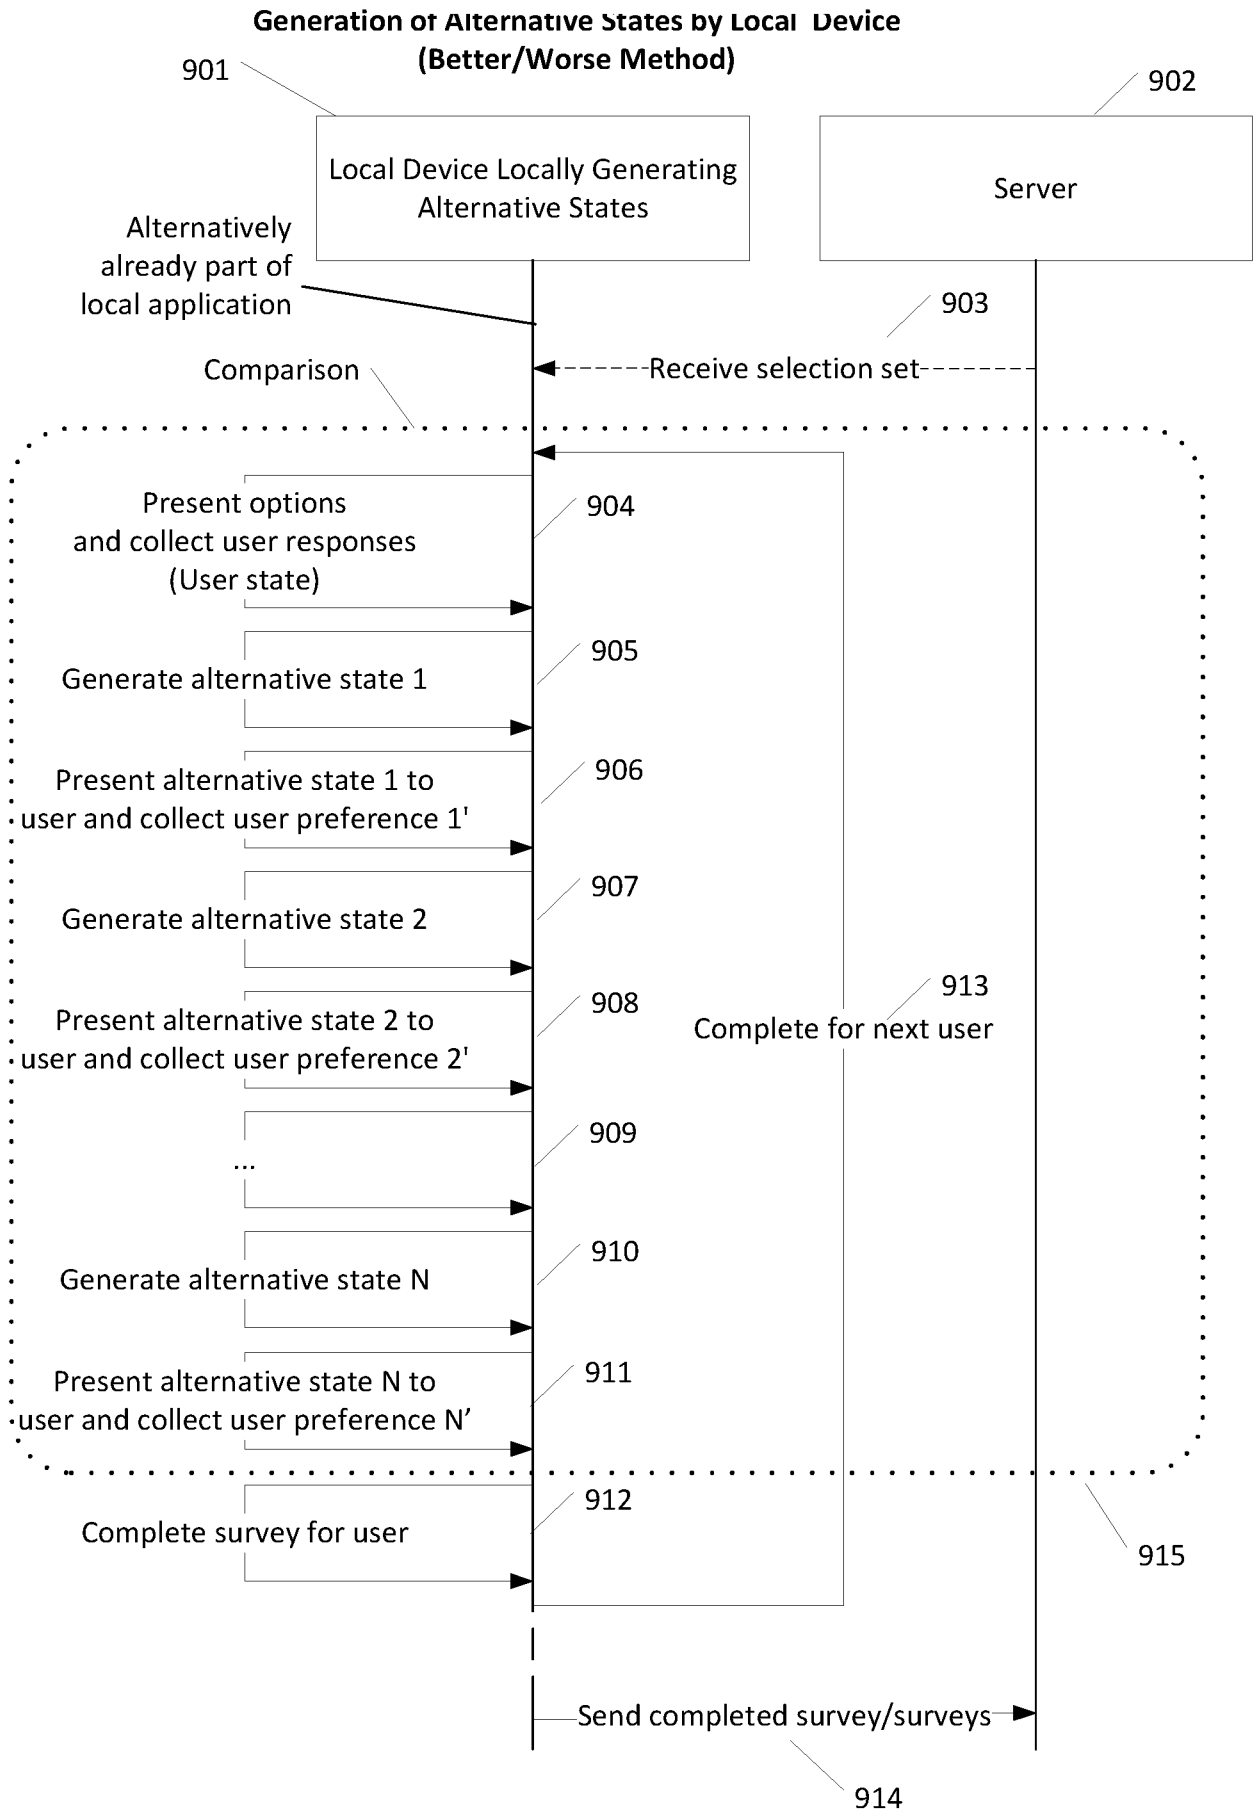 Generation of Alternative States by Local Device
(Better/Worse Method)
901
902
Local Device Locally Generating
Alternative States
Server
Alternatively
already part of
local application
903
Receive selection set
Comparison
Present options
and collect user responses
(User state)
904
Generate alternative state 1
905
Present alternative state 1 to
user and collect user preference 1'
906
Generate alternative state 2
907
Present alternative state 2 to
user and collect user preference 2'
908
913
Complete for next user
...
909
Generate alternative state N
910
Present alternative state N to
user and collect user preference N’
911
Complete survey for user
912
915
Send completed survey/surveys
914